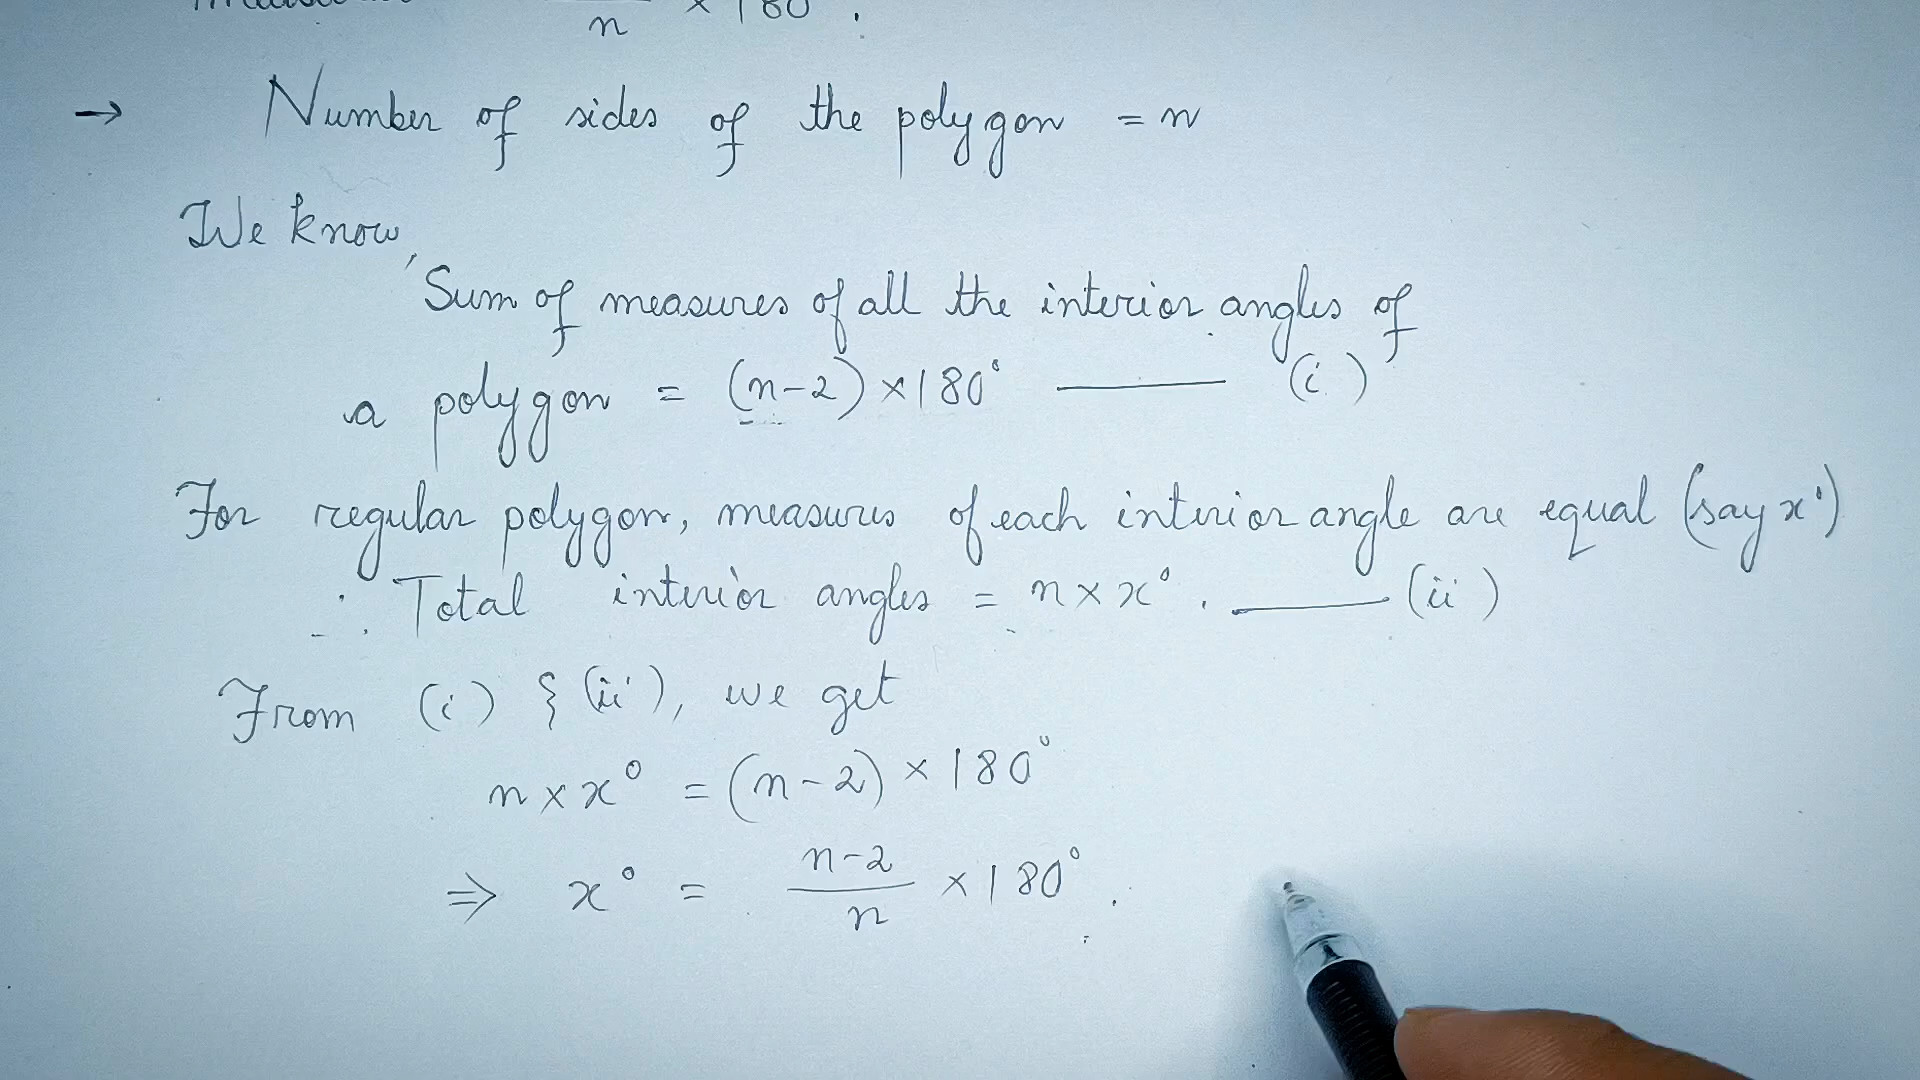 n × 180°.
→ Number of sides of the polygon = n
We know,
Sum of measures of all the interior angles of
a polygon = (n-2) × 180° —— (i)
For regular polygon, measures of each interior angle are equal (say x°)
∴ Total interior angles = n × x°. —— (ii)
From (i) & (ii), we get
n × x° = (n-2) × 180°
⇒ x° = n-2/n × 180°.